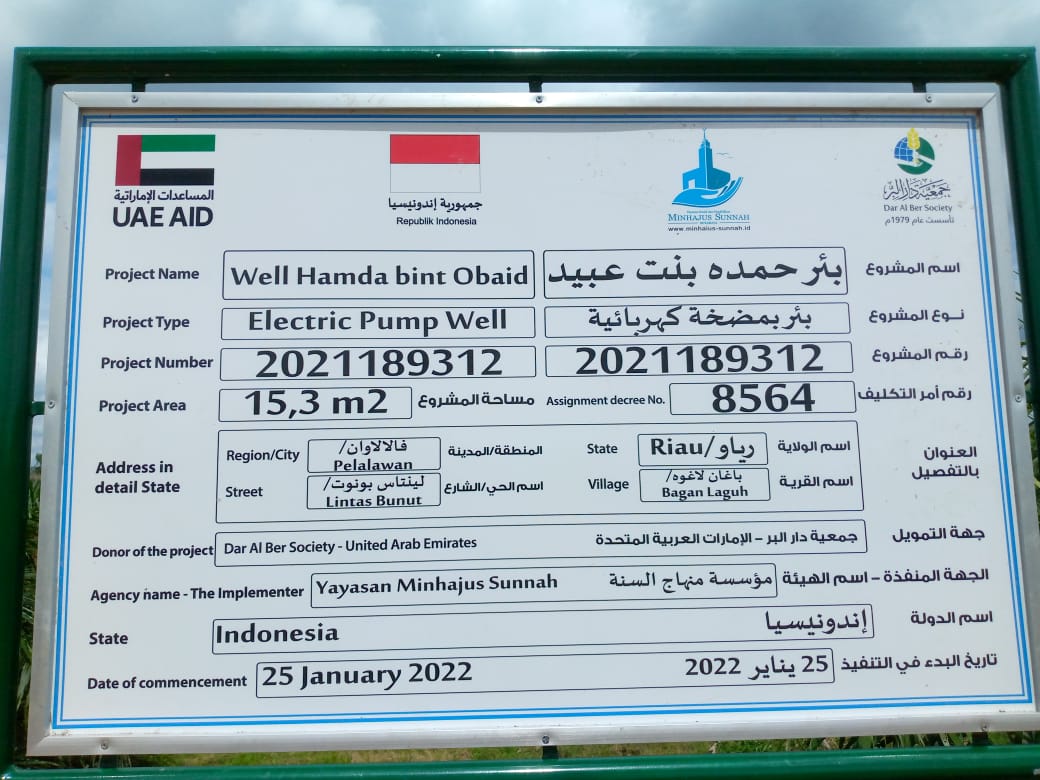 المساعدات الإماراتية
UAE AID
جمهورية إندونيسيا
Republik Indonesia
MINHAJUS SUNNAH
www.minhajus-sunnah.id
جمعية دار البر
Dar Al Ber Society
تأسست عام 1979م
Project Name Well Hamda bint Obaid بئر حمده بنت عبيد اسم المشروع
Project Type Electric Pump Well بئر بمضخة كهربائية نوع المشروع
Project Number 2021189312 2021189312 رقم المشروع
Project Area 15,3 m2 مساحة المشروع Assignment decree No. 8564 رقم أمر التكليف
Address in detail State
Region/City فالالاوان/ Pelalawan المنطقة/المدينة State Riau/رياو اسم الولاية
Street لينتاس بونوت/ Lintas Bunut اسم الحي/الشارع Village باغان لاغوه/ Bagan Laguh اسم القرية
العنوان بالتفصيل
Donor of the project Dar Al Ber Society - United Arab Emirates جمعية دار البر – الإمارات العربية المتحدة جهة التمويل
Agency name - The Implementer Yayasan Minhajus Sunnah مؤسسة منهاج السنة الجهة المنفذة – اسم الهيئة
State Indonesia إندونيسيا اسم الدولة
Date of commencement 25 January 2022 25 يناير 2022 تاريخ البدء في التنفيذ